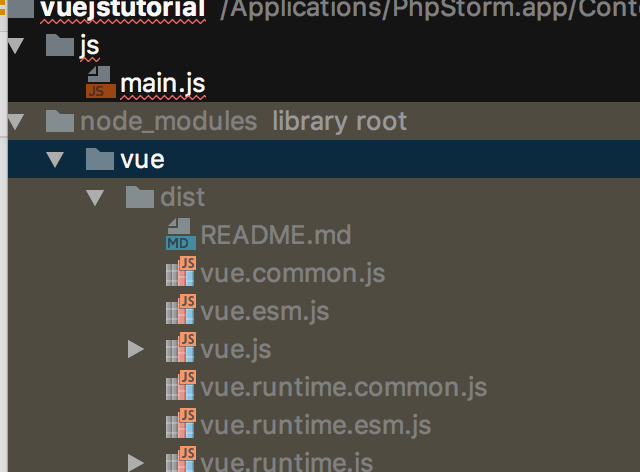 vuejstutorial /Applications/PhpStorm.app/Conte
js
JS main.js
node_modules library root
vue
dist
MD README.md
JS vue.common.js
JS vue.esm.js
JS vue.js
JS vue.runtime.common.js
JS vue.runtime.esm.js
JS vue.runtime.js